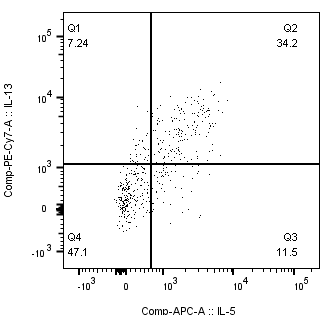 Q1
7.24
Q2
34.2
Q4
47.1
Q3
11.5
10^5
10^4
10^3
0
-10^3
Comp-PE-Cy7-A :: IL-13
-10^3
0
10^3
10^4
10^5
Comp-APC-A :: IL-5